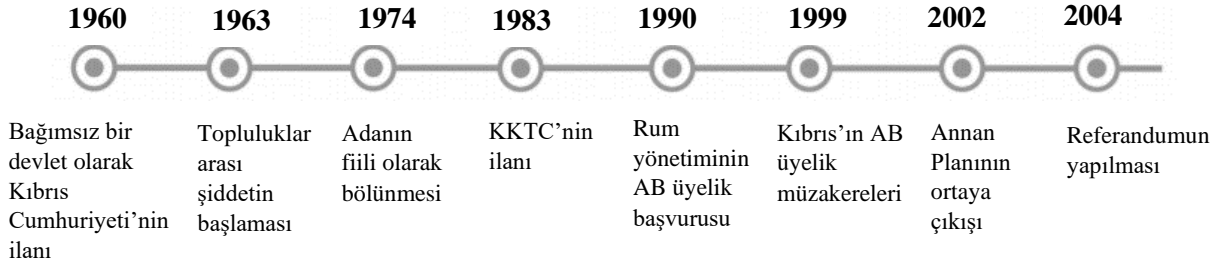 1960 1963 1974 1983 1990 1999 2002 2004
Bağımsız bir
devlet olarak
Kıbrıs
Cumhuriyeti’nin
ilanı
Topluluklar
arası
şiddetin
başlaması
Adanın
fiili olarak
bölünmesi
KKTC’nin
ilanı
Rum
yönetiminin
AB üyelik
başvurusu
Kıbrıs’ın AB
üyelik
müzakereleri
Annan
Planının
ortaya
çıkışı
Referandumun
yapılması